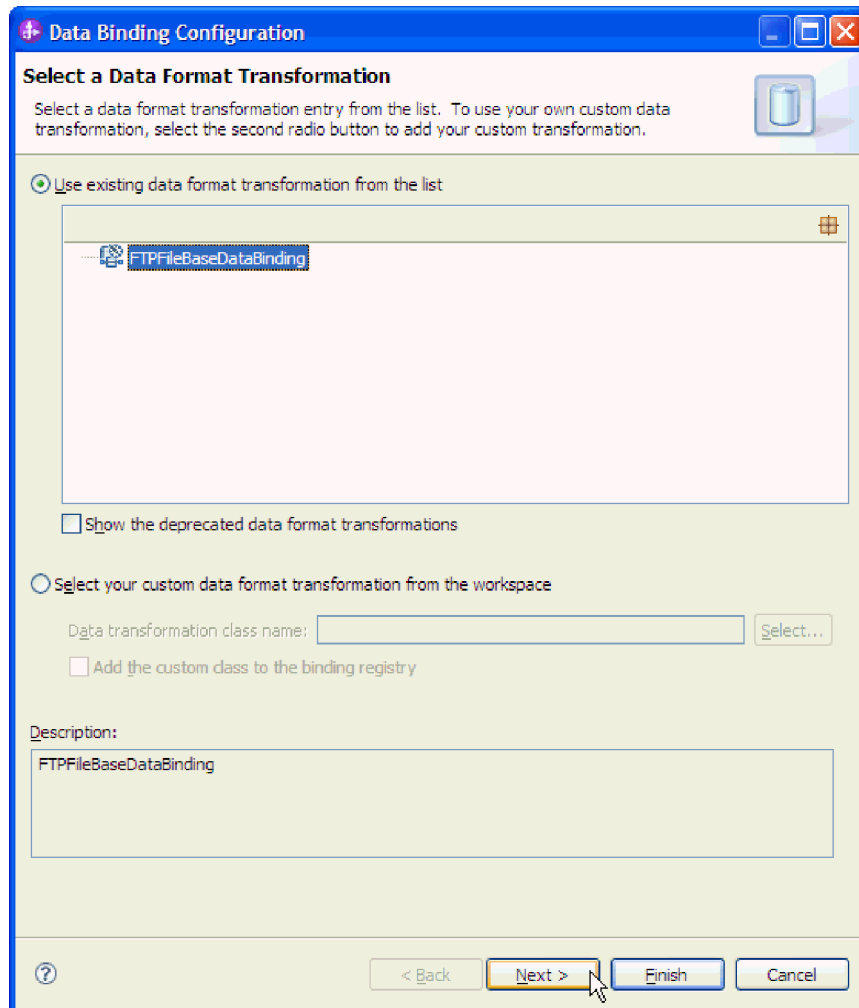 Data Binding Configuration
Select a Data Format Transformation
Select a data format transformation entry from the list. To use your own custom data
transformation, select the second radio button to add your custom transformation.
Use existing data format transformation from the list
FTPFileBaseDataBinding
Show the deprecated data format transformations
Select your custom data format transformation from the workspace
Data transformation class name:
Select...
Add the custom class to the binding registry
Description:
FTPFileBaseDataBinding
?
< Back
Next >
Finish
Cancel